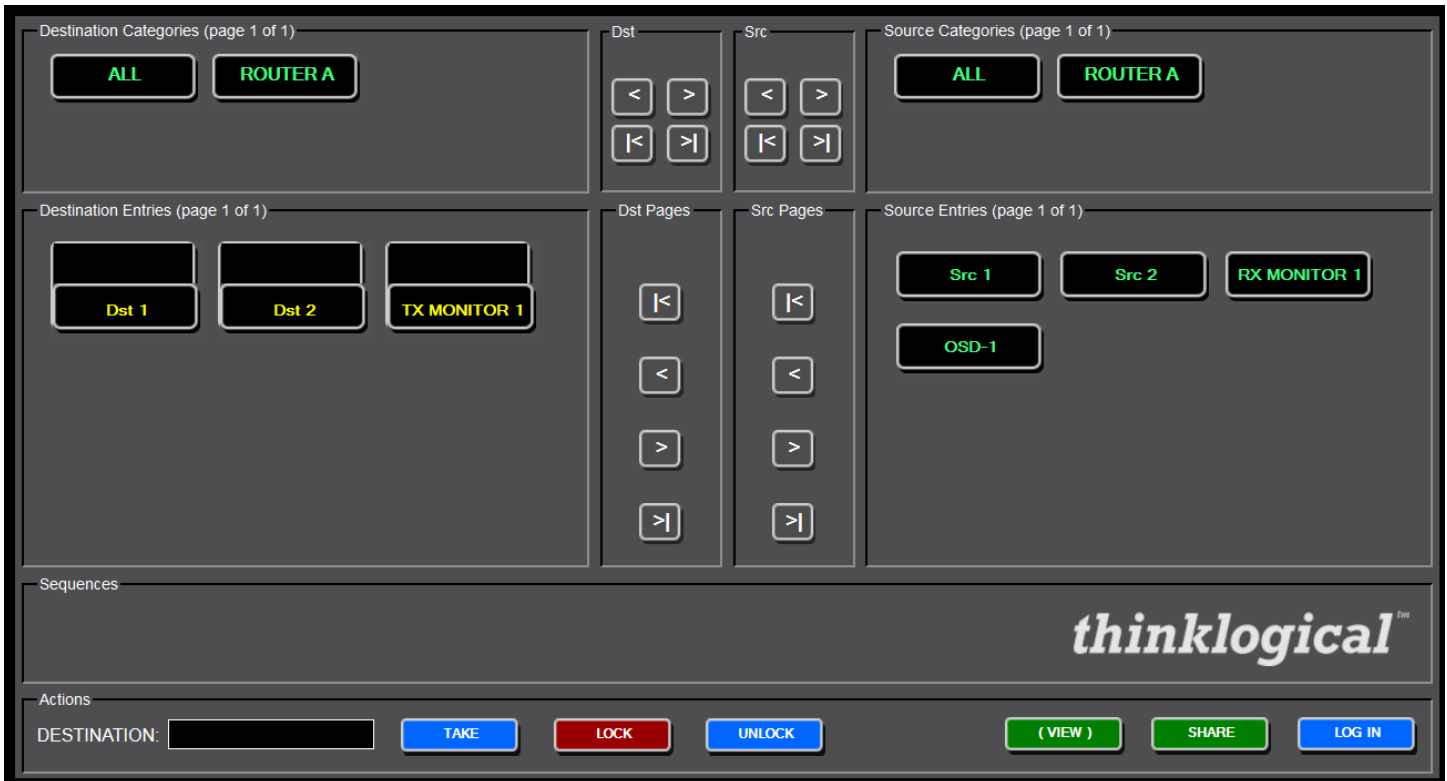 Destination Categories (page 1 of 1)
ALL
ROUTER A
Dst
<
>
|<
>|
Src
<
>
|<
>|
Source Categories (page 1 of 1)
ALL
ROUTER A
Destination Entries (page 1 of 1)
Dst 1
Dst 2
TX MONITOR 1
Dst Pages
|<
<
>
>|
Src Pages
|<
<
>
>|
Source Entries (page 1 of 1)
Src 1
Src 2
RX MONITOR 1
OSD-1
Sequences
thinklogical™
Actions
DESTINATION:
TAKE
LOCK
UNLOCK
( VIEW )
SHARE
LOG IN